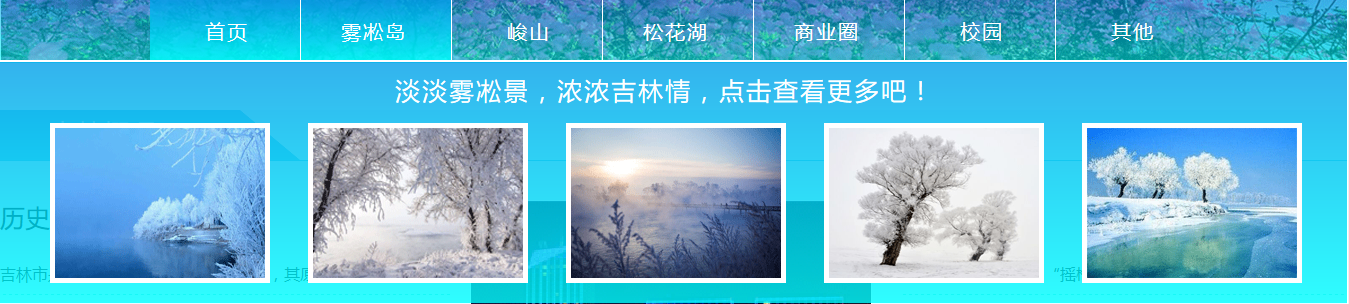 首页
雾凇岛
峻山
松花湖
商业圈
校园
其他
淡淡雾凇景，浓浓吉林情，点击查看更多吧！
历史
吉林市
，其
"摇